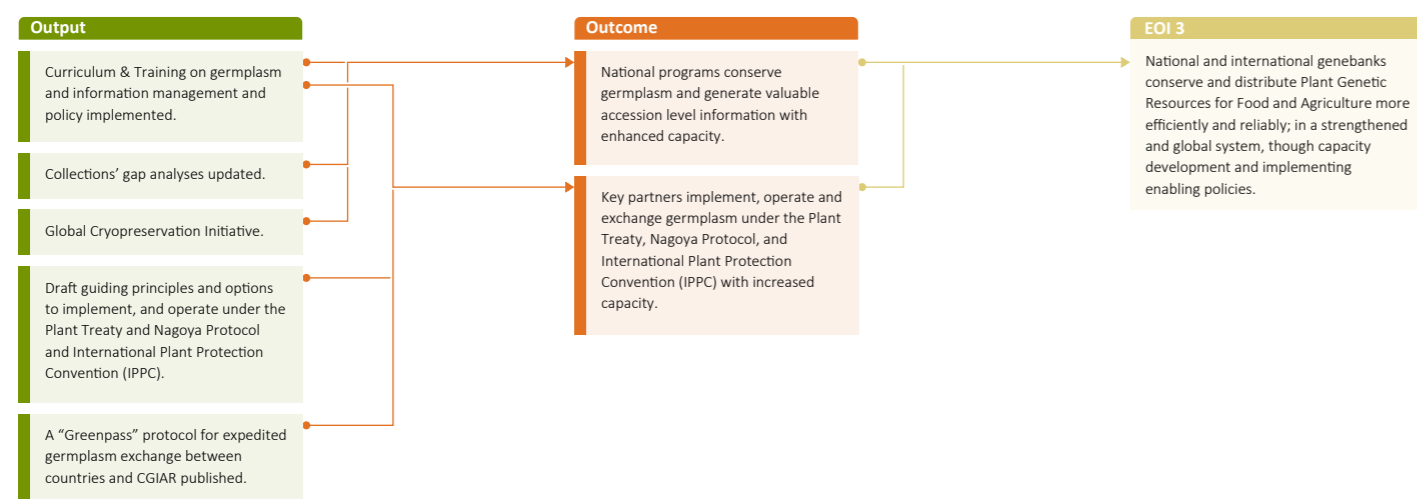 Output
Curriculum & Training on germplasm
and information management and
policy implemented.
Collections’ gap analyses updated.
Global Cryopreservation Initiative.
Draft guiding principles and options
to implement, and operate under the
Plant Treaty and Nagoya Protocol
and International Plant Protection
Convention (IPPC).
A “Greenpass” protocol for expedited
germplasm exchange between
countries and CGIAR published.
Outcome
National programs conserve
germplasm and generate valuable
accession level information with
enhanced capacity.
Key partners implement, operate and
exchange germplasm under the Plant
Treaty, Nagoya Protocol, and
International Plant Protection
Convention (IPPC) with increased
capacity.
EOI 3
National and international genebanks
conserve and distribute Plant Genetic
Resources for Food and Agriculture more
efficiently and reliably; in a strengthened
and global system, though capacity
development and implementing
enabling policies.